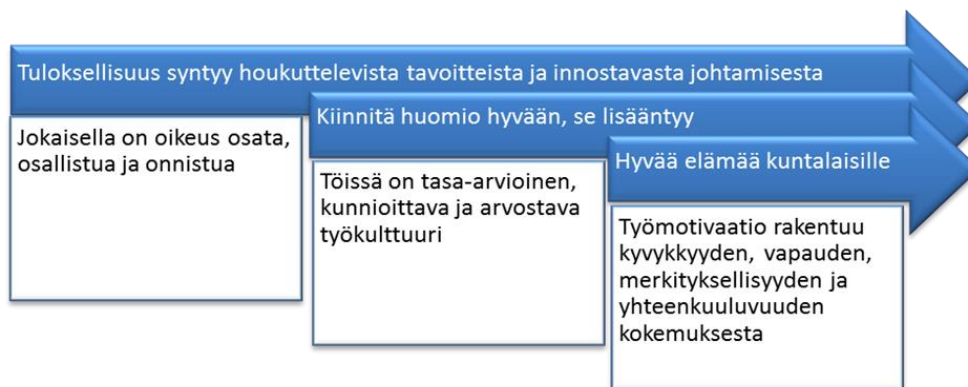 Tuloksellisuus syntyy houkuttelevista tavoitteista ja innostavasta johtamisesta
Jokaisella on oikeus osata,
osallistua ja onnistua
Kiinnitä huomio hyvään, se lisääntyy
Töissä on tasa-arvioinen,
kunnioittava ja arvostava
työkulttuuri
Hyvää elämää kuntalaisille
Työmotivaatio rakentuu
kyvykkyyden, vapauden,
merkityksellisyyden ja
yhteenkuuluvuuden
kokemuksesta